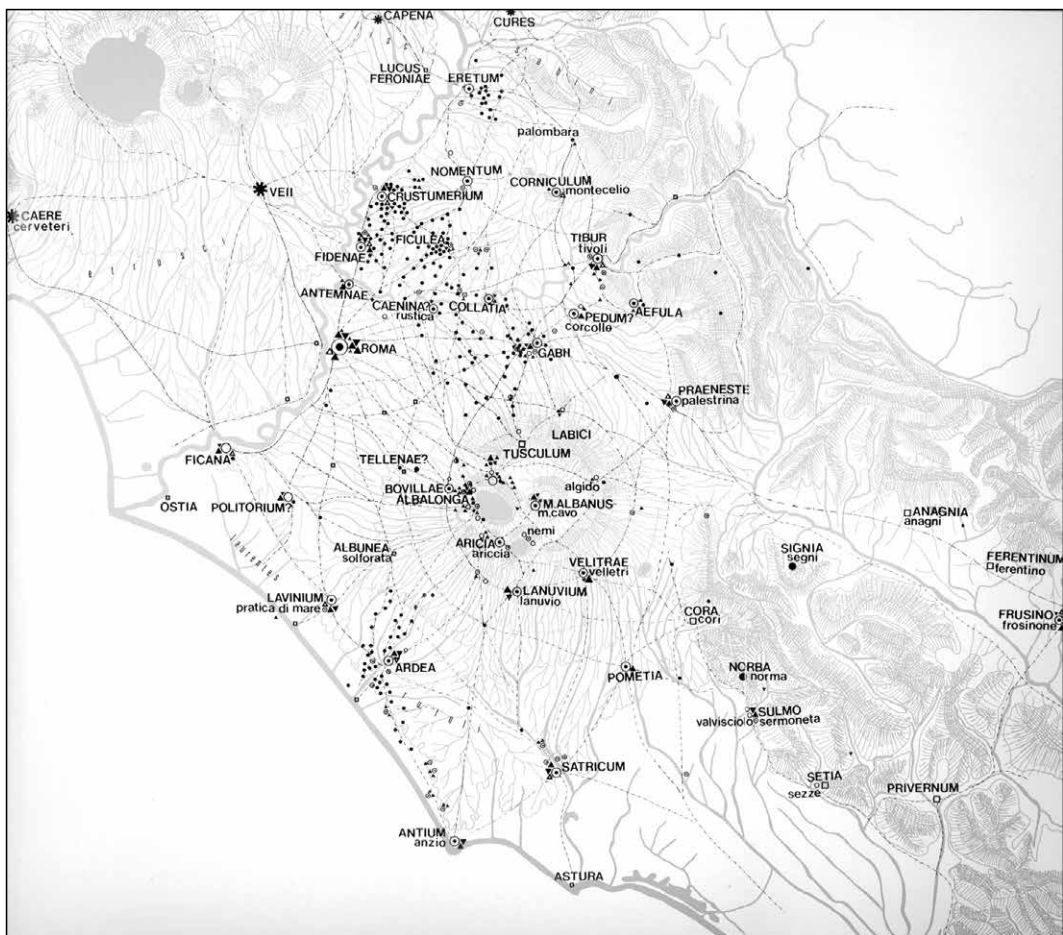 CAPENA
CURES
LUCUS
FERONIAE
ERETUM
palombara
NOMENTUM
CORNICULUM
montecelio
VEII
CRUSTUMERIUM
CAERE
cerveteri
FICULEA
TIBUR
tivoli
FIDENAE
ANTEMNAE
CAENINA?
rustica
COLLATIA
PEDUM?
corcolle
AEFULA
ROMA
GABII
PRAENESTE
palestrina
LABICI
FICANA
TELLENAE?
TUSCULUM
BOVILLAE
ALBALONGA
algido
OSTIA
POLITORIUM?
M.ALBANUS
m.cavo
ANAGNIA
anagni
nemi
ALBUNEA
solforata
ARICIA
ariccia
SIGNIA
segni
VELITRAE
velletri
FERENTINUM
ferentino
laurentes
LAVINIUM
pratica di mare
LANUVIUM
lanuvio
CORA
cori
FRUSINO
frosinone
ARDEA
POMETIA
NORBA
norma
SULMO
valvisciolo sermoneta
SATRICUM
SETIA
sezze
PRIVERNUM
ANTIUM
anzio
ASTURA